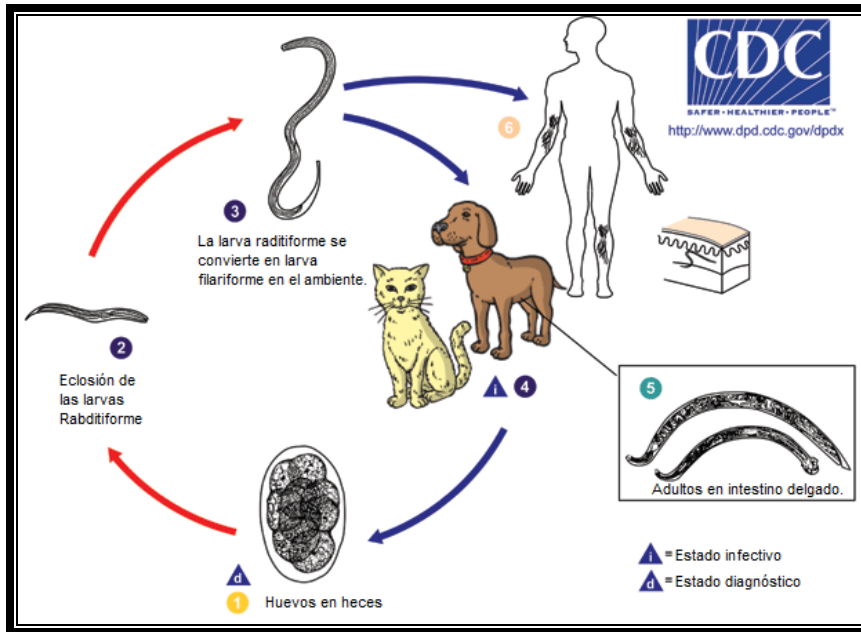 CDC
SAFER·HEALTHIER·PEOPLE™
http://www.dpd.cdc.gov/dpdx
6
3
La larva raditiforme se
convierte en larva
filariforme en el ambiente.
2
Eclosión de
las larvas
Rabditiforme
i 4
5
Adultos en intestino delgado.
d
1 Huevos en heces
i = Estado infectivo
d = Estado diagnóstico